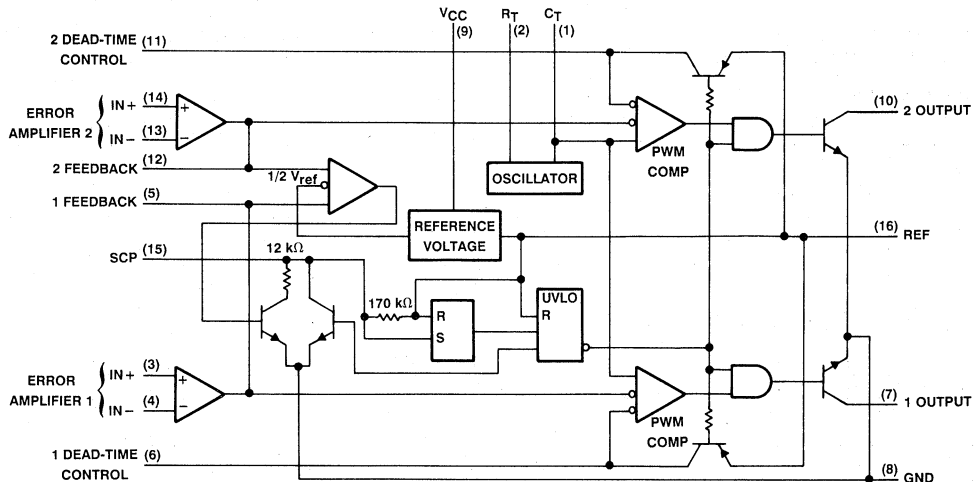 VCC
(9)
RT
(2)
CT
(1)
2 DEAD-TIME (11)
CONTROL
ERROR
AMPLIFIER 2
IN+ (14)
IN− (13)
+
−
2 FEEDBACK (12)
1 FEEDBACK (5)
1/2 Vref
OSCILLATOR
PWM
COMP
(10) 2 OUTPUT
REFERENCE
VOLTAGE
(16) REF
SCP (15)
12 kΩ
170 kΩ
R
S
UVLO
R
ERROR
AMPLIFIER 1
IN+ (3)
IN− (4)
+
−
PWM
COMP
(7) 1 OUTPUT
1 DEAD-TIME (6)
CONTROL
(8) GND